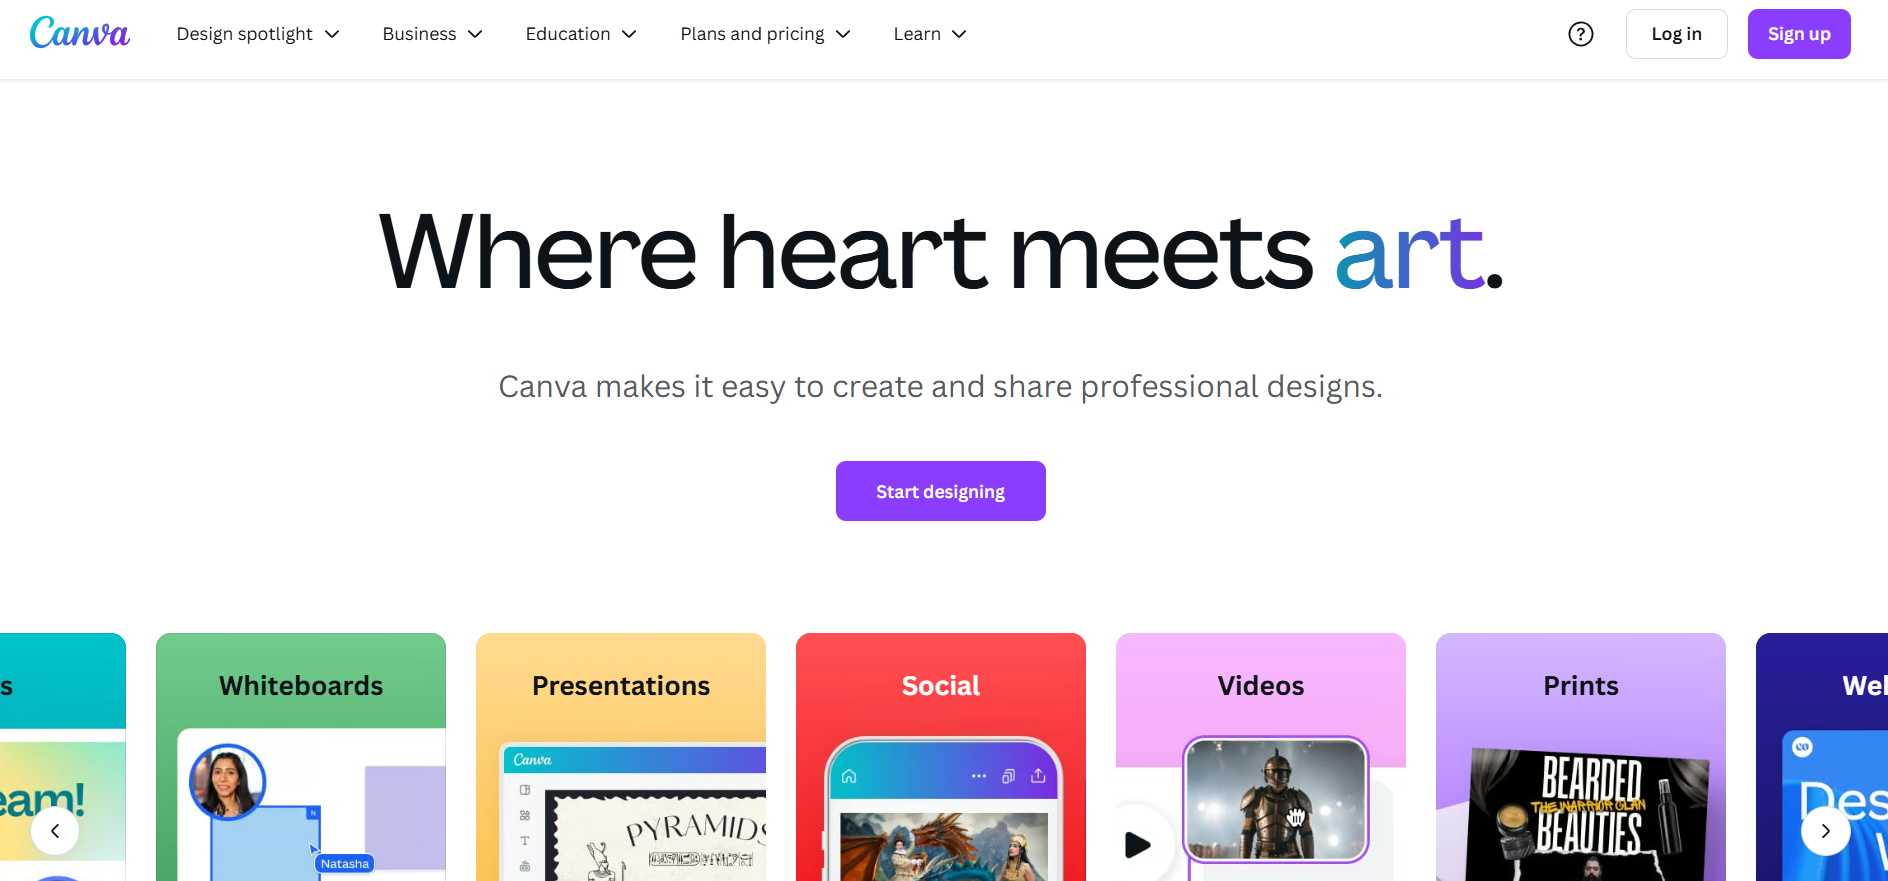 Canva
Design spotlight
Business
Education
Plans and pricing
Learn
?
Log in
Sign up
Where heart meets art.
Canva makes it easy to create and share professional designs.
Start designing
s
Whiteboards
Presentations
Social
Videos
Prints
Wel
eam!
N
Natasha
Canva
T
PYRAMIDS
BEARDED
THE WARRIOR CLAN
BEAUTIES
co
Des